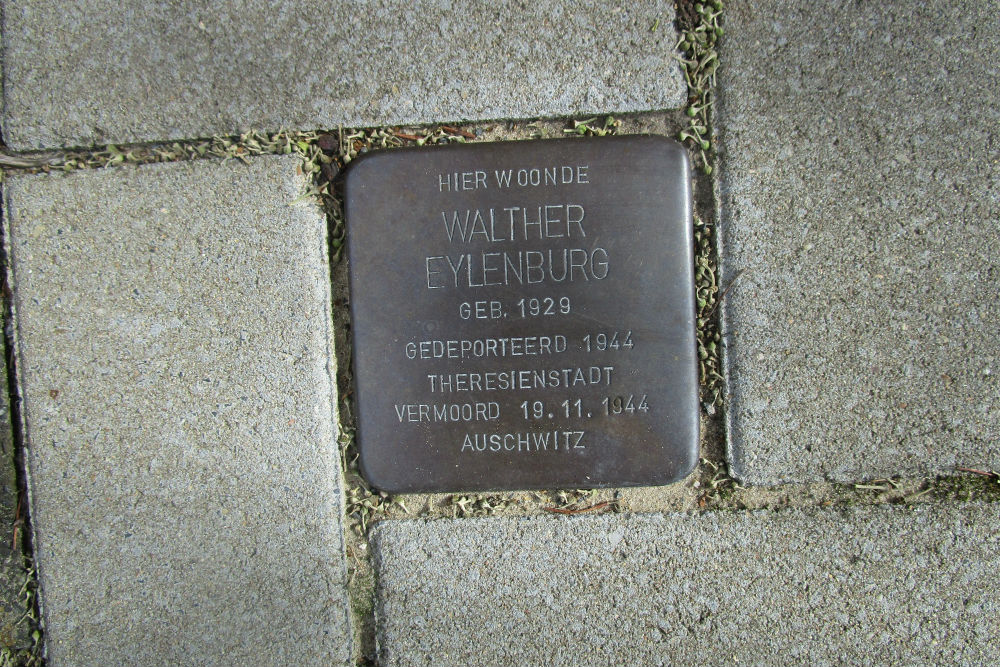 HIER WOONDE
WALTHER
EYLENBURG
GEB. 1929
GEDEPORTEERD 1944
THERESIENSTADT
VERMOORD 19.11.1944
AUSCHWITZ